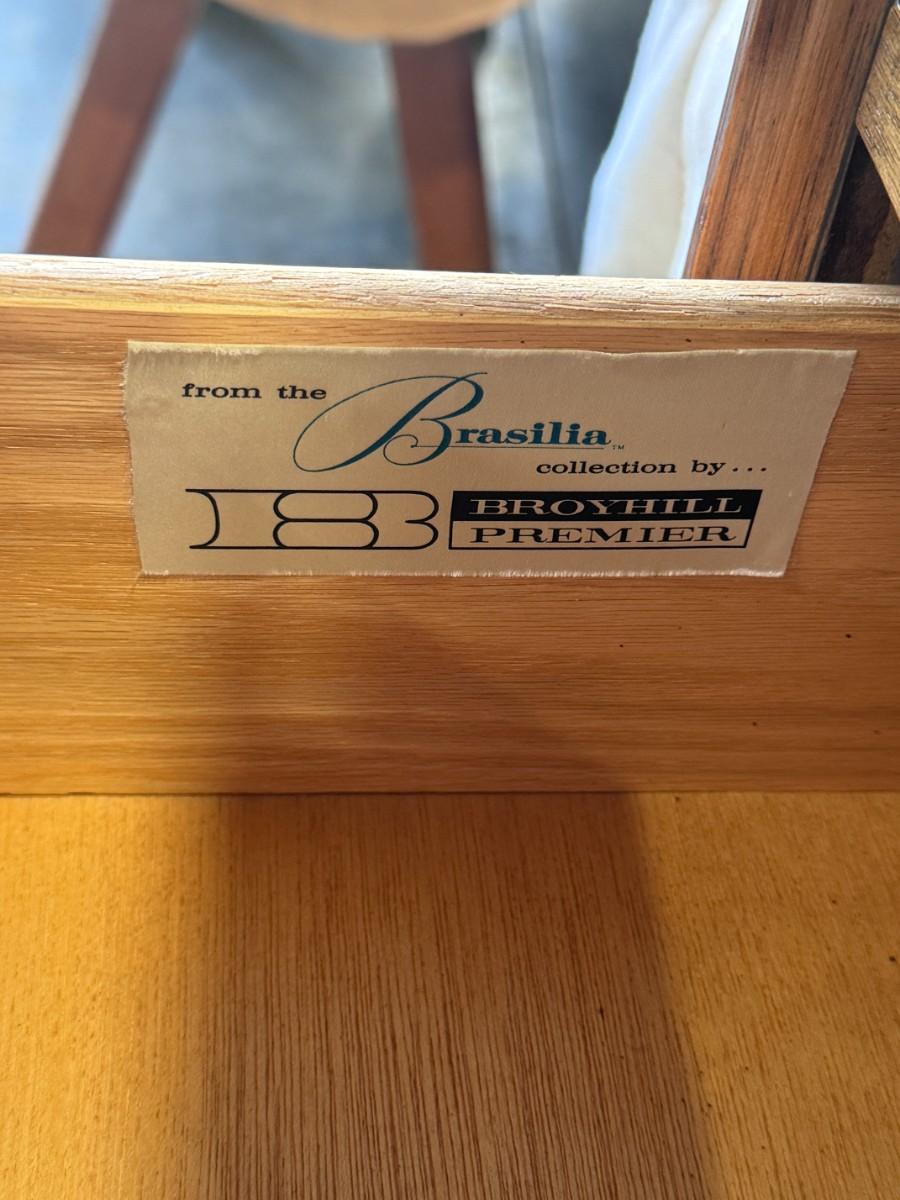 from the
Brasilia™
collection by...
B BROYHILL
PREMIER